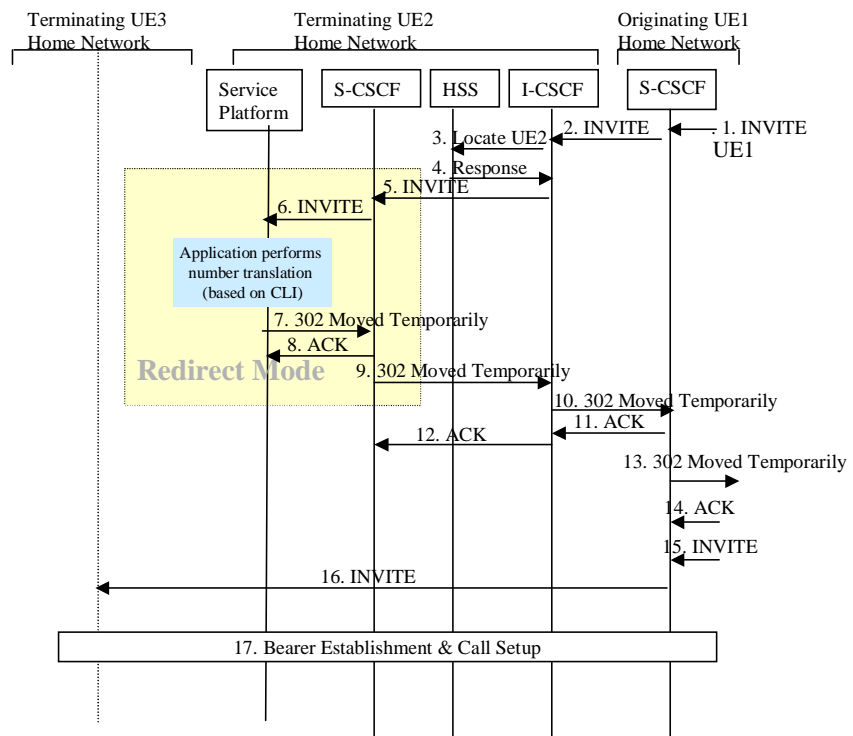 Terminating UE3
Home Network
Terminating UE2
Home Network
Originating UE1
Home Network
Service
Platform
S-CSCF
HSS
I-CSCF
S-CSCF
1. INVITE
UE1
2. INVITE
3. Locate UE2
4. Response
5. INVITE
6. INVITE
Application performs
number translation
(based on CLI)
7. 302 Moved Temporarily
8. ACK
Redirect Mode
9. 302 Moved Temporarily
10. 302 Moved Temporarily
11. ACK
12. ACK
13. 302 Moved Temporarily
14. ACK
15. INVITE
16. INVITE
17. Bearer Establishment & Call Setup